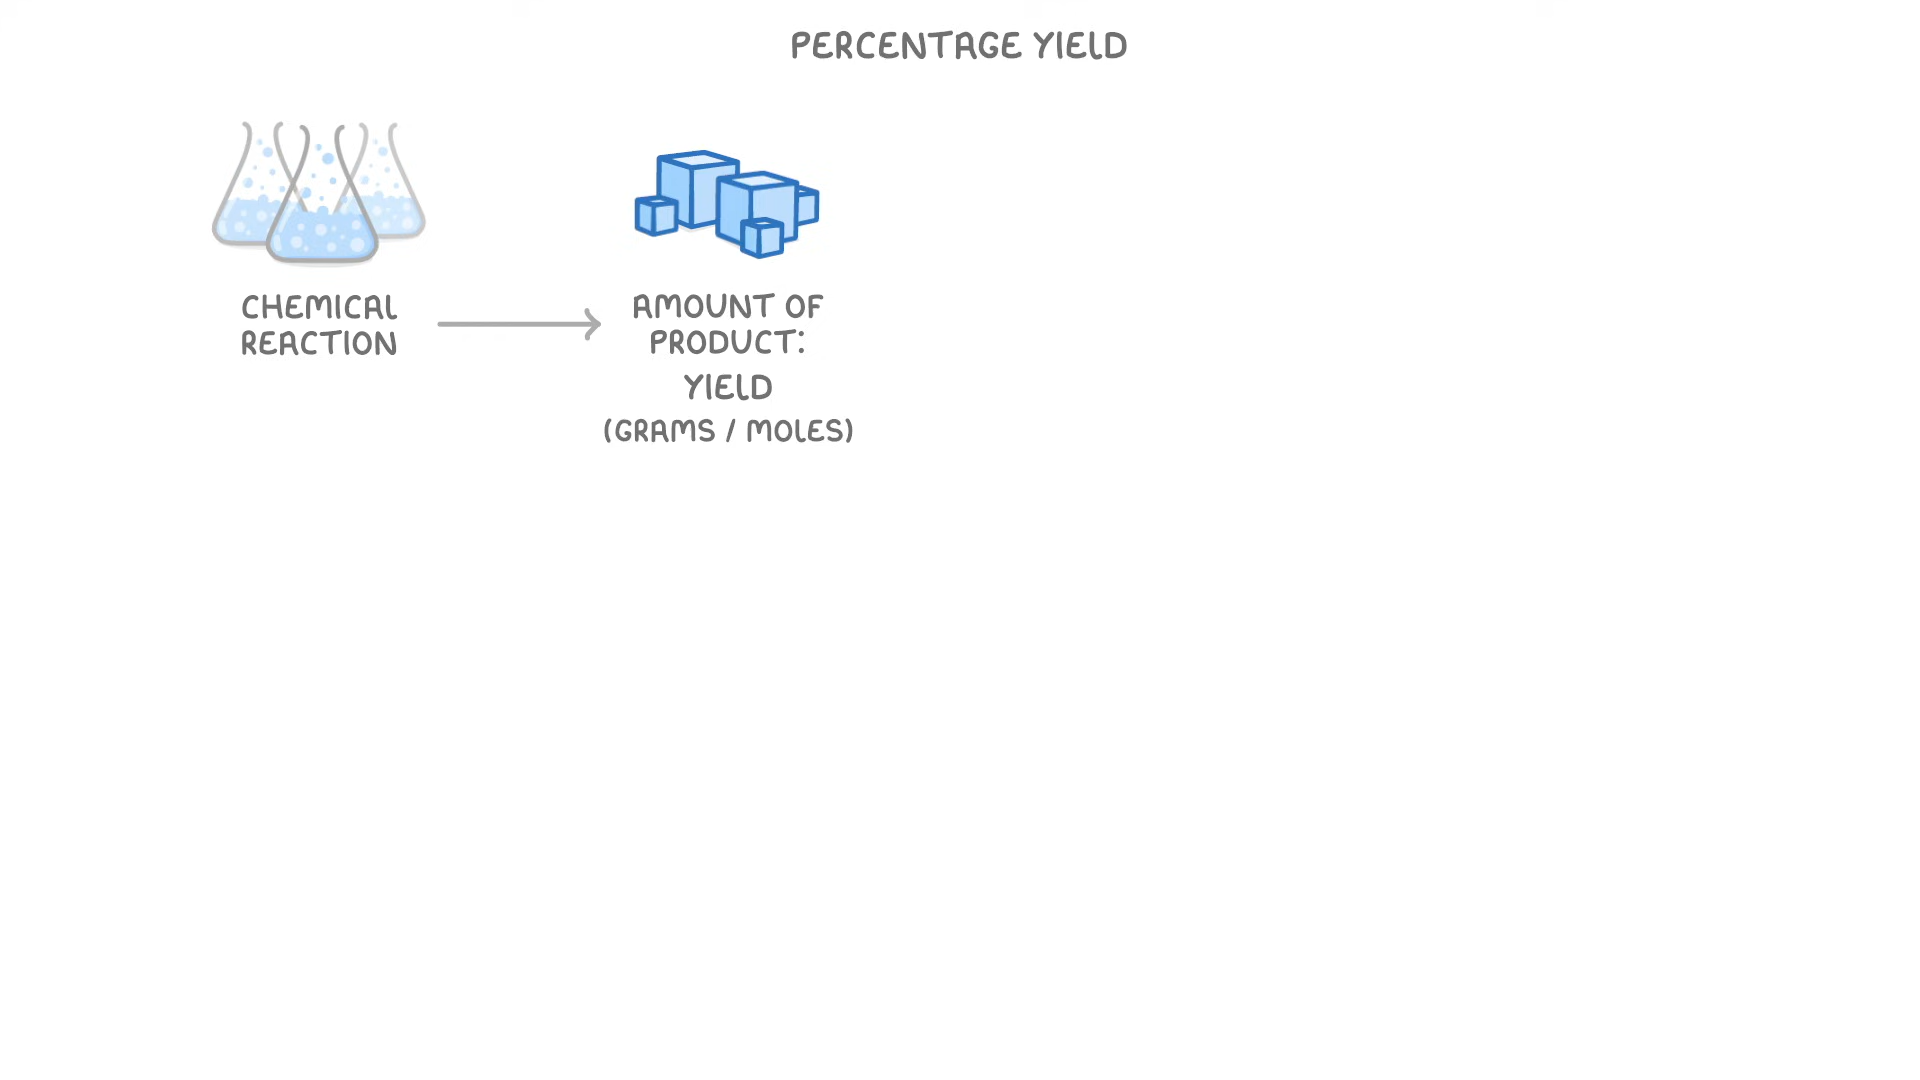 PERCENTAGE YIELD
CHEMICAL
REACTION
AMOUNT OF
PRODUCT:
YIELD
(GRAMS / MOLES)